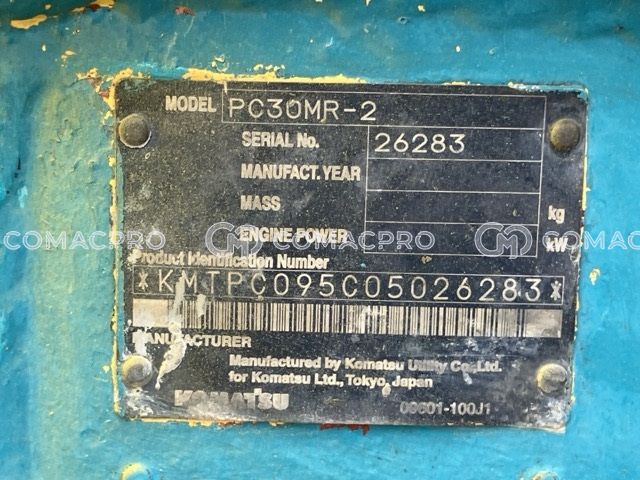 MODEL PC30MR-2
SERIAL No. 26283
MANUFACT. YEAR
MASS kg
ENGINE POWER kW
COMACPRO COMACPRO COMACPRO
Product Identification Number
*KMTPC095C05026283*
MANUFACTURER
Manufactured by Komatsu Utility Co., Ltd.
for Komatsu Ltd., Tokyo, Japan
KOMATSU 09601-100J1